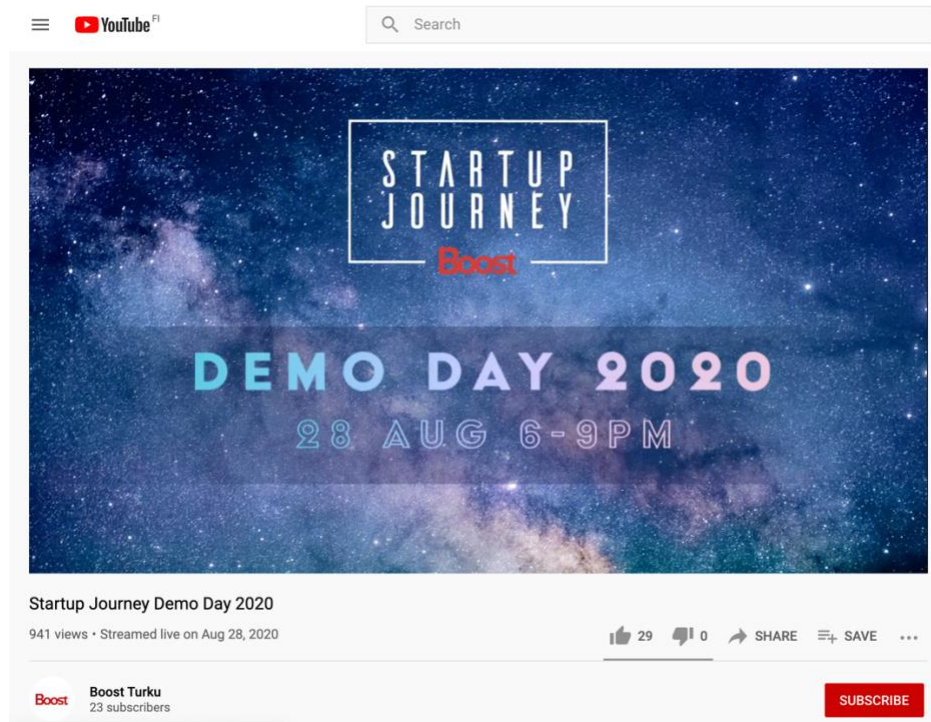 YouTube FI
Search
STARTUP
JOURNEY
Boost
DEMO DAY 2020
28 AUG 6-9PM
Startup Journey Demo Day 2020
941 views • Streamed live on Aug 28, 2020
29 0 SHARE SAVE
Boost
Boost Turku
23 subscribers
SUBSCRIBE